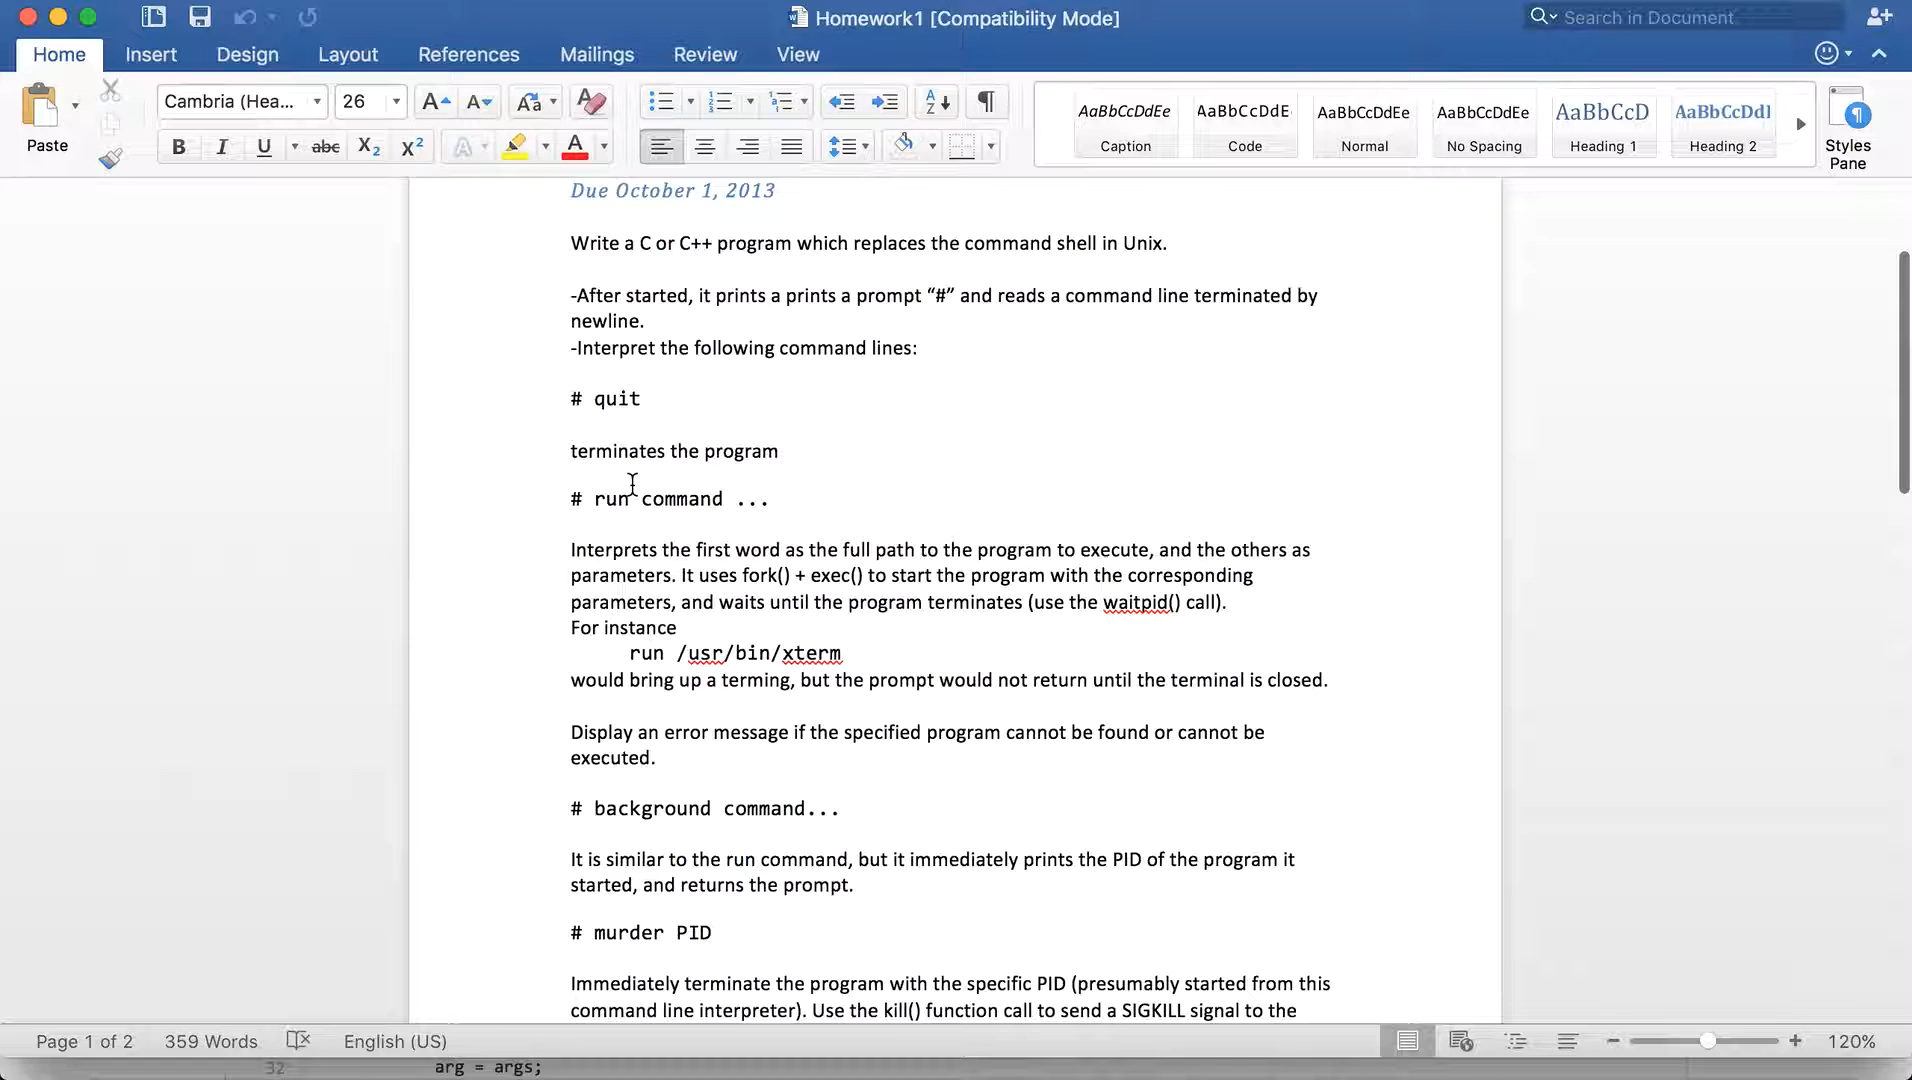 Homework1 [Compatibility Mode]
Search in Document
Home Insert Design Layout References Mailings Review View
Paste
Cambria (Hea... 26
AaBbCcDdEe AaBbCcDdE AaBbCcDdEe AaBbCcDdEe AaBbCcD AaBbCcDdI
Caption Code Normal No Spacing Heading 1 Heading 2
Styles
Pane
Due October 1, 2013
Write a C or C++ program which replaces the command shell in Unix.
-After started, it prints a prints a prompt “#” and reads a command line terminated by
newline.
-Interpret the following command lines:
# quit
terminates the program
# run command ...
Interprets the first word as the full path to the program to execute, and the others as
parameters. It uses fork() + exec() to start the program with the corresponding
parameters, and waits until the program terminates (use the waitpid() call).
For instance
run /usr/bin/xterm
would bring up a terming, but the prompt would not return until the terminal is closed.
Display an error message if the specified program cannot be found or cannot be
executed.
# background command...
It is similar to the run command, but it immediately prints the PID of the program it
started, and returns the prompt.
# murder PID
Immediately terminate the program with the specific PID (presumably started from this
command line interpreter). Use the kill() function call to send a SIGKILL signal to the
Page 1 of 2 359 Words English (US) 120%
32 arg = args;